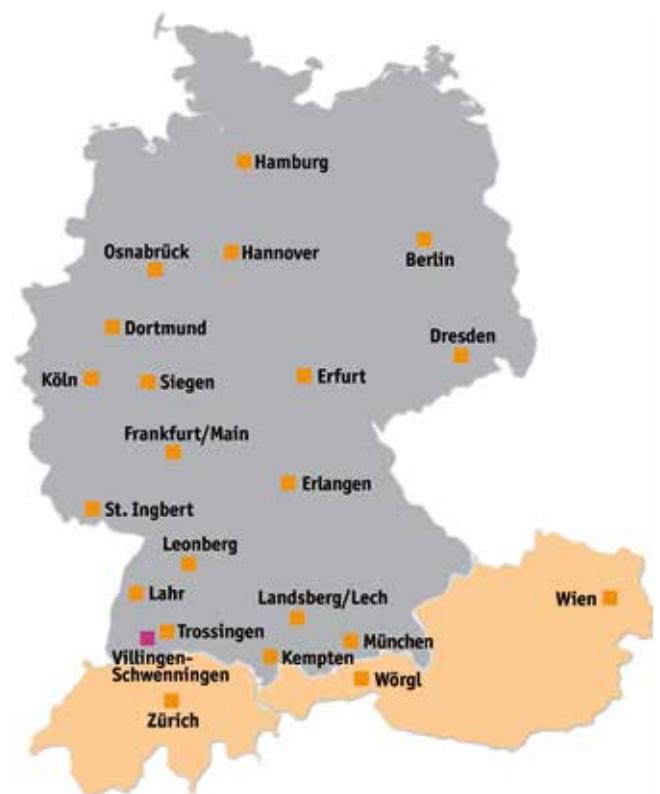 Hamburg
Osnabrück
Hannover
Berlin
Dortmund
Dresden
Köln
Siegen
Erfurt
Frankfurt/Main
Erlangen
St. Ingbert
Leonberg
Lahr
Landsberg/Lech
Wien
Trossingen
München
Villingen-
Schwenningen
Kempten
Wörgl
Zürich